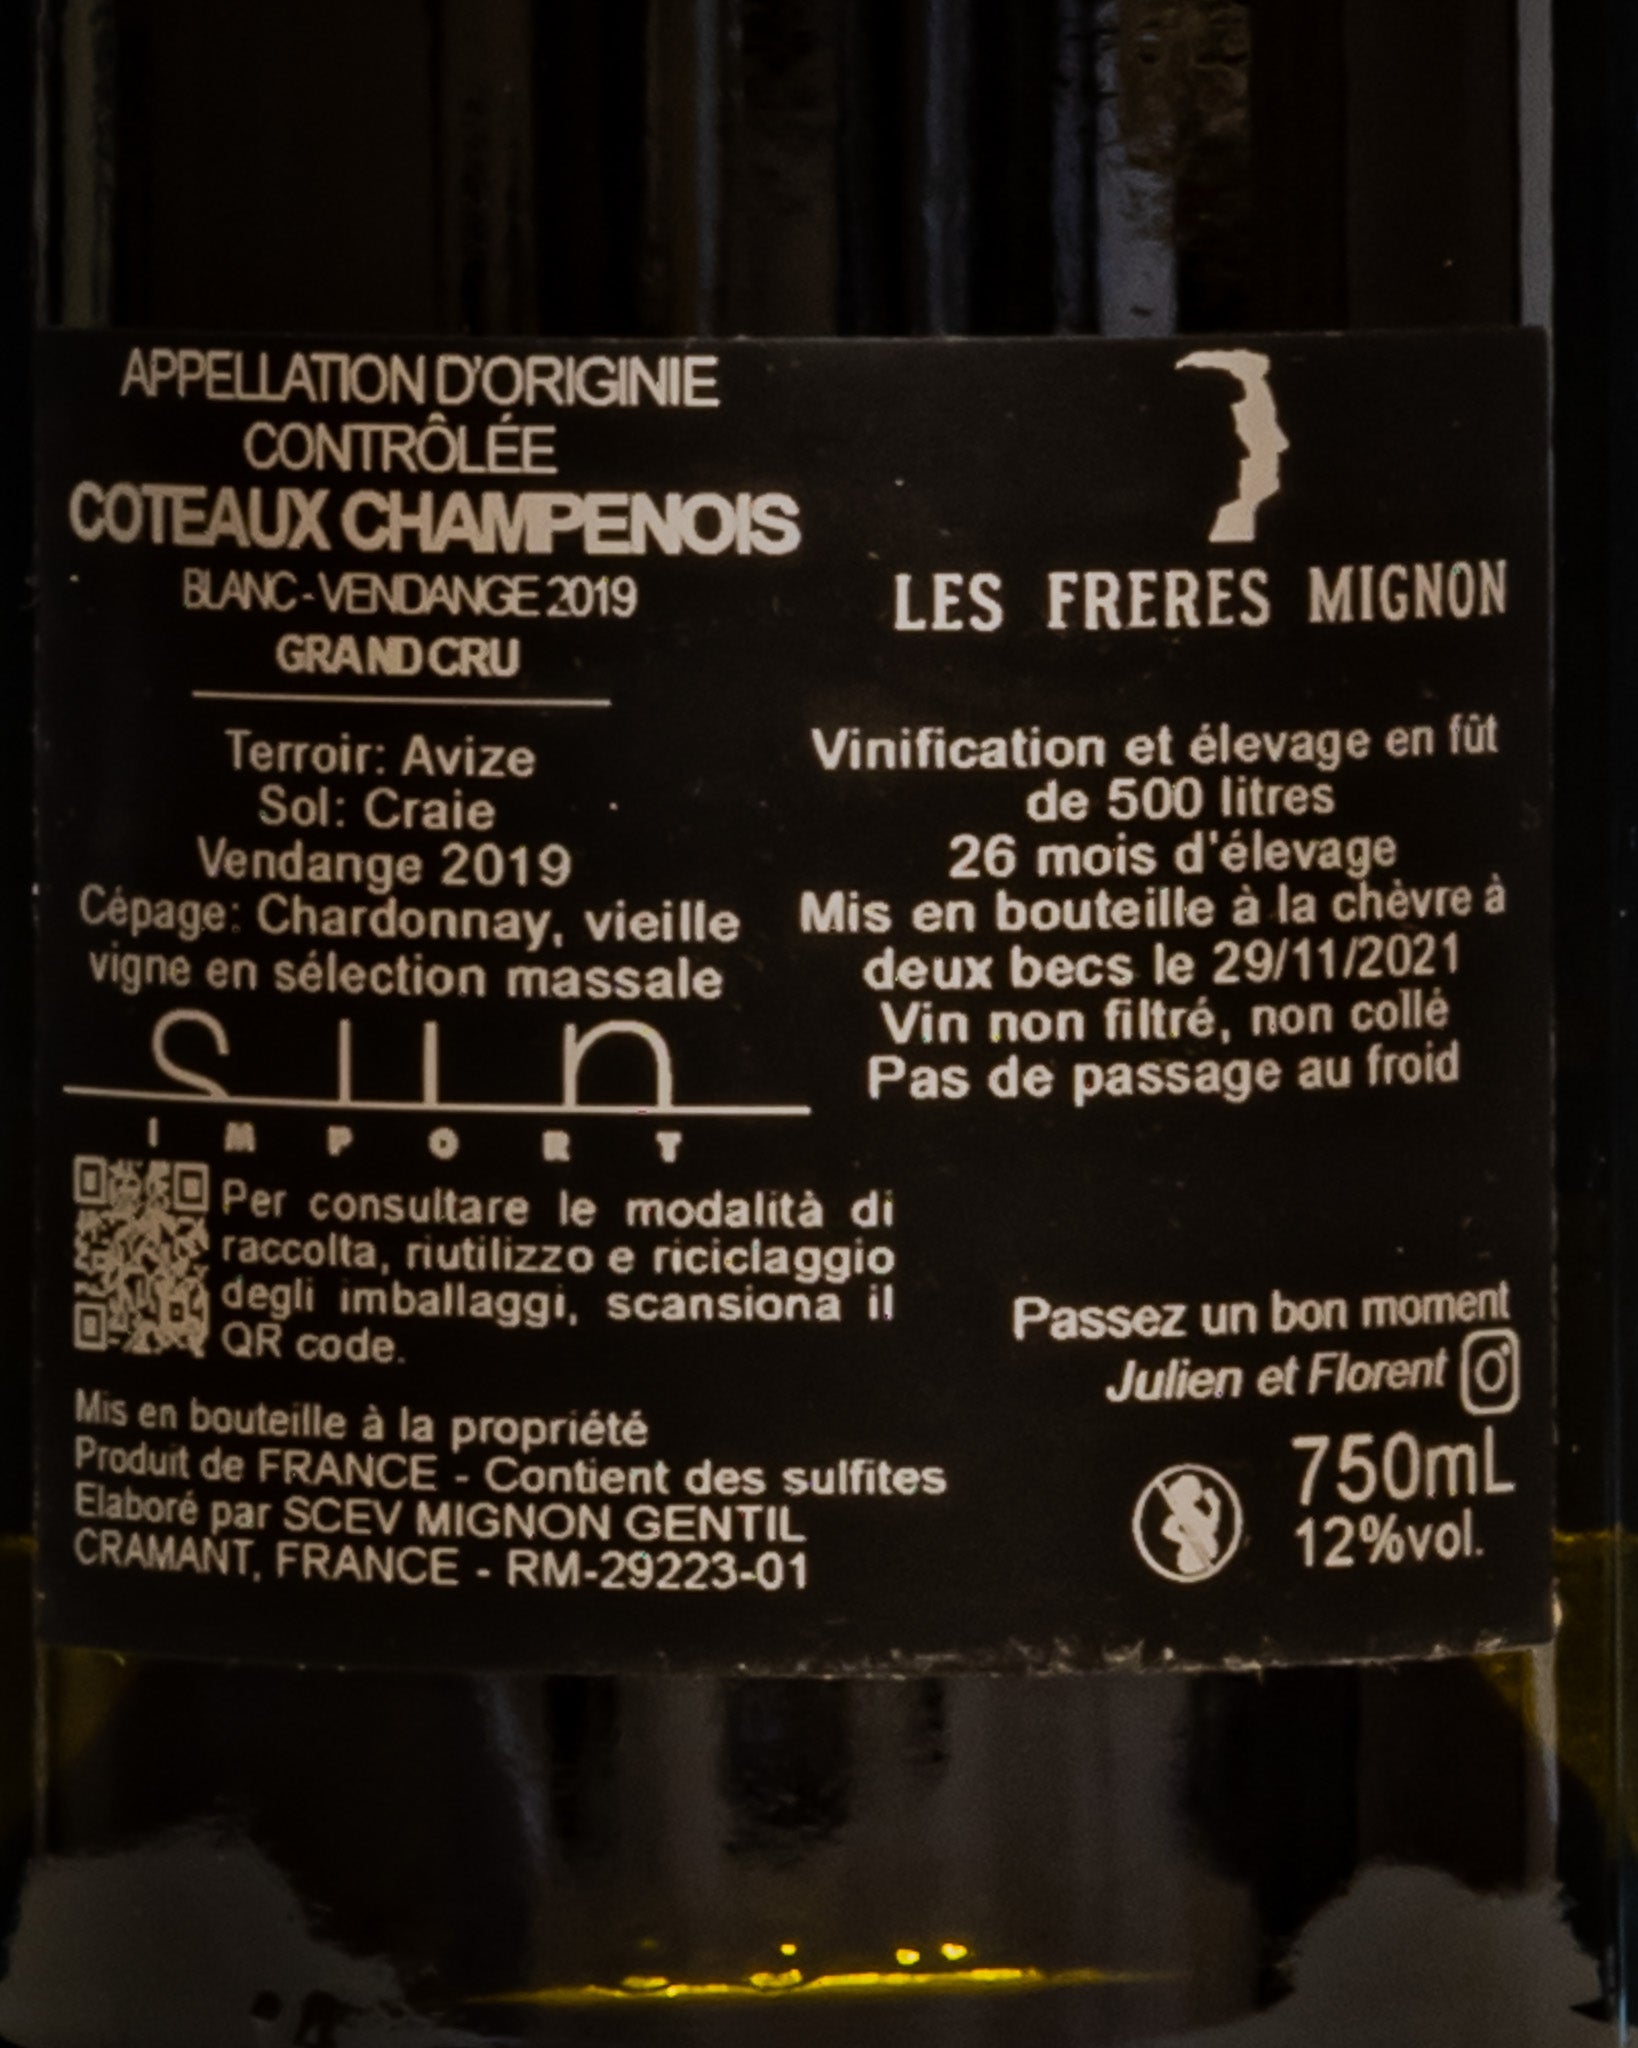 APPELLATION D'ORIGINIE
CONTRÔLÉE
COTEAUX CHAMPENOIS
BLANC - VENDANGE 2019
GRAND CRU
Terroir: Avize
Sol: Craie
Vendange 2019
Cépage: Chardonnay, vieille
vigne en sélection massale
sun
IMPORT
Per consultare le modalità di
raccolta, riutilizzo e riciclaggio
degli imballaggi, scansiona il
QR code.
Mis en bouteille à la propriété
Produit de FRANCE - Contient des sulfites
Elaboré par SCEV MIGNON GENTIL
CRAMANT, FRANCE - RM-29223-01
LES FRERES MIGNON
Vinification et élevage en fût
de 500 litres
26 mois d'élevage
Mis en bouteille à la chèvre à
deux becs le 29/11/2021
Vin non filtré, non collé
Pas de passage au froid
Passez un bon moment
Julien et Florent
750mL
12%vol.